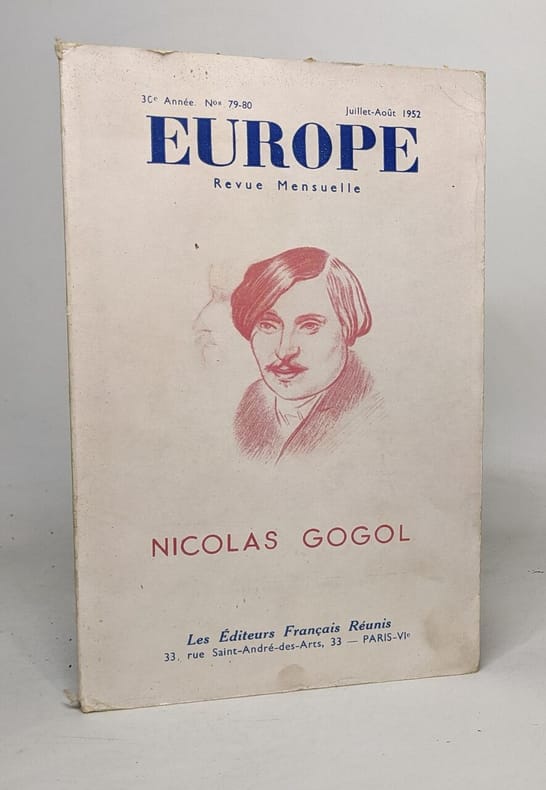 30e Année. Nos 79-80
Juillet-Août 1952
EUROPE
Revue Mensuelle
NICOLAS GOGOL
Les Éditeurs Français Réunis
33, rue Saint-André-des-Arts, 33 — PARIS-VIe